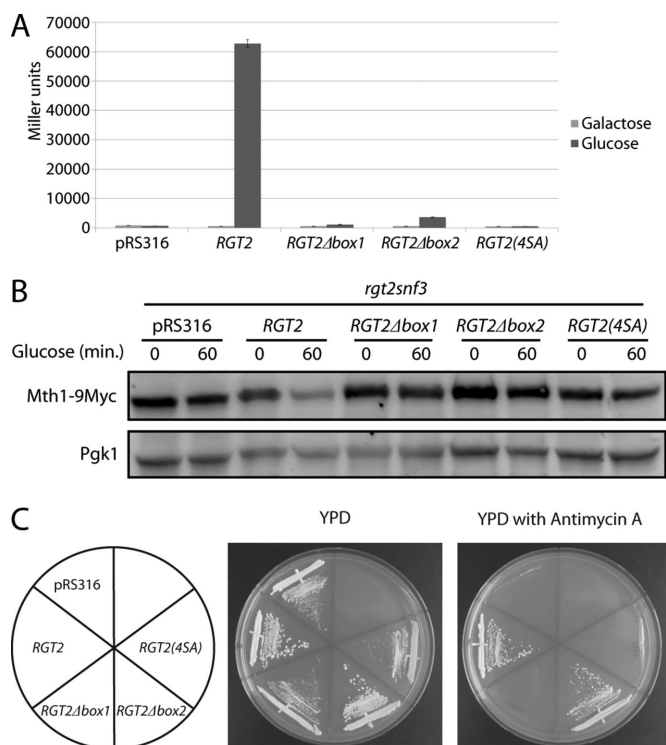 A
70000
60000
50000
40000
30000
20000
10000
0
Miller units
Galactose
Glucose
pRS316 RGT2 RGT2Δbox1 RGT2Δbox2 RGT2(4SA)
B
rgt2snf3
pRS316 RGT2 RGT2Δbox1 RGT2Δbox2 RGT2(4SA)
Glucose (min.) 0 60 0 60 0 60 0 60 0 60
Mth1-9Myc
Pgk1
C
YPD YPD with Antimycin A
pRS316
RGT2 RGT2(4SA)
RGT2Δbox1 RGT2Δbox2